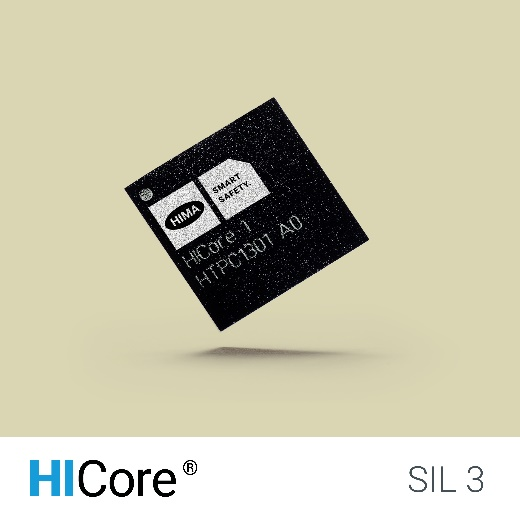 HIMA
SMART
SAFETY.
HICore 1
HTPC1301 A0
HICore®
SIL 3